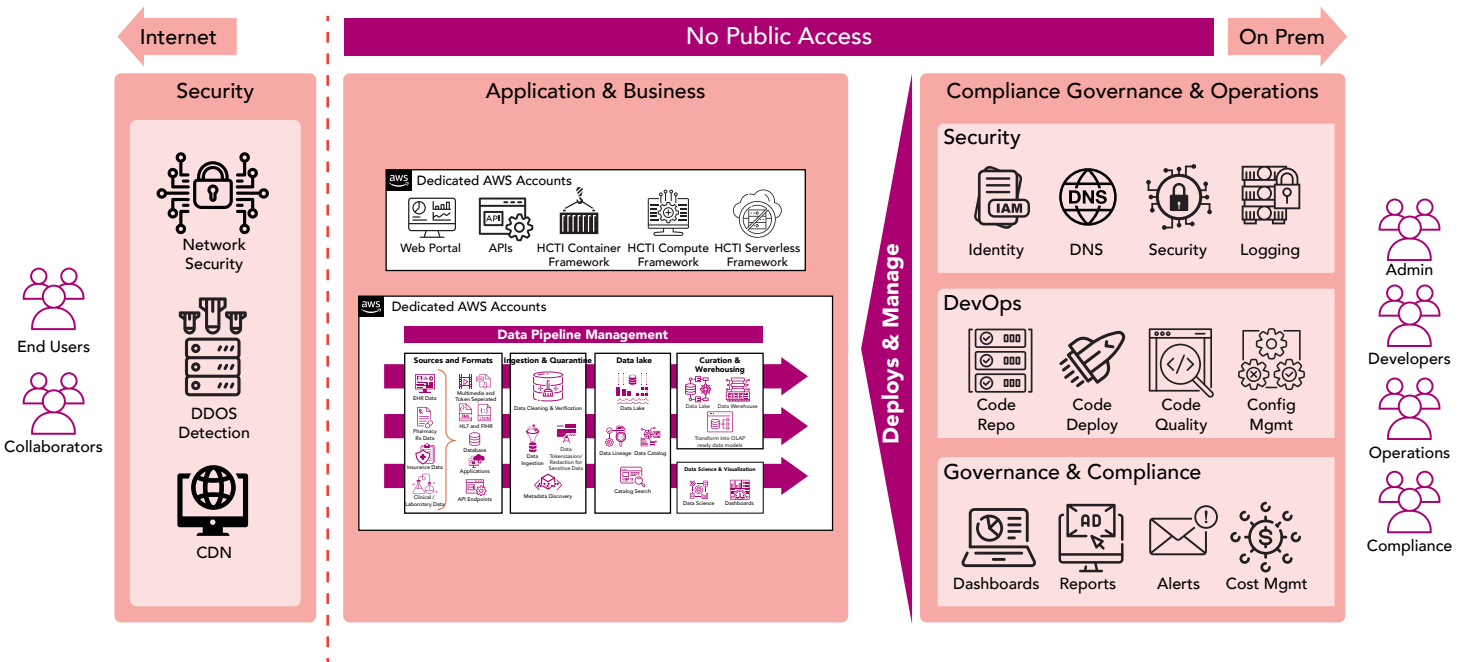 Internet
No Public Access
On Prem
Security
Network
Security
DDOS
Detection
CDN
End Users
Collaborators
Application & Business
aws
Dedicated AWS Accounts
Web Portal
API
APIs
HCTI Container
Framework
HCTI Compute
Framework
HCTI Serverless
Framework
aws
Dedicated AWS Accounts
Data Pipeline Management
Sources and Formats
EHR Data
Pharmacy
Rx Data
Insurance Data
Clinical /
Laborotary Data
Multimedia and
Token Seperated
XML
JSON
HL7 and FIHR
Database
Applications
API Endpoints
Ingestion & Quarantine
Data Cleaning & Verification
Data
Ingestion
Data
Tokenization/
Redaction for
Sensitive Data
Metadata Discovery
Data lake
Data Lake
Data Lineage
Data Catalog
Catalog Search
Curation &
Werehousing
Data Lake
Data Warehouse
Transform into OLAP
ready data models
Data Science & Visualization
Data Science
Dashboards
Deploys & Manage
Compliance Governance & Operations
Security
IAM
Identity
DNS
DNS
Security
Logging
DevOps
Code
Repo
Code
Deploy
Code
Quality
Config
Mgmt
Governance & Compliance
Dashboards
AD
Reports
Alerts
Cost Mgmt
Admin
Developers
Operations
Compliance